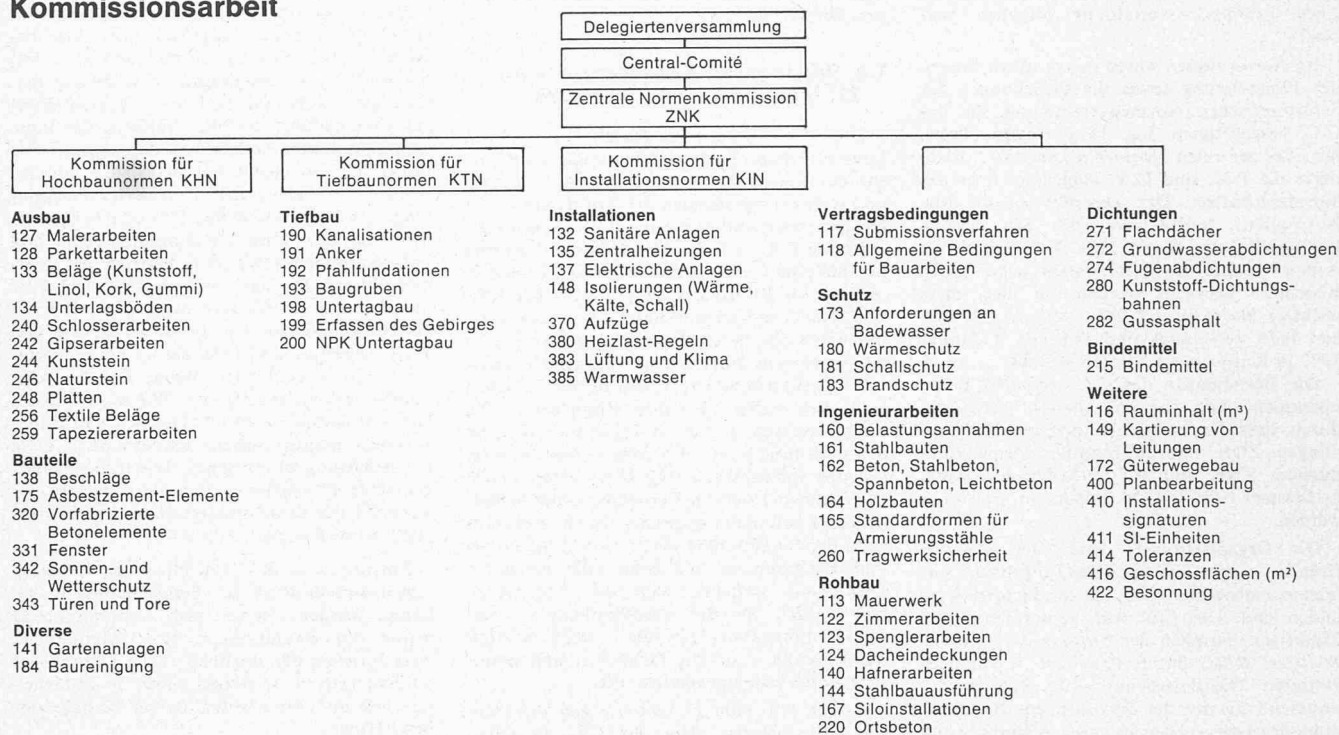 Kommissionsarbeit
Delegiertenversammlung
Central-Comité
Zentrale Normenkommission
ZNK
Kommission für
Hochbaunormen KHN
Kommission für
Tiefbaunormen KTN
Kommission für
Installationsnormen KIN
Ausbau
127 Malerarbeiten
128 Parkettarbeiten
133 Beläge (Kunststoff,
Linol, Kork, Gummi)
134 Unterlagsböden
240 Schlosserarbeiten
242 Gipserarbeiten
244 Kunststein
246 Naturstein
248 Platten
256 Textile Beläge
259 Tapeziererarbeiten
Bauteile
138 Beschläge
175 Asbestzement-Elemente
320 Vorfabrizierte
Betonelemente
331 Fenster
342 Sonnen- und
Wetterschutz
343 Türen und Tore
Diverse
141 Gartenanlagen
184 Baureinigung
Tiefbau
190 Kanalisationen
191 Anker
192 Pfahlfundationen
193 Baugruben
198 Untertagbau
199 Erfassen des Gebirges
200 NPK Untertagbau
Installationen
132 Sanitäre Anlagen
135 Zentralheizungen
137 Elektrische Anlagen
148 Isolierungen (Wärme,
Kälte, Schall)
370 Aufzüge
380 Heizlast-Regeln
383 Lüftung und Klima
385 Warmwasser
Vertragsbedingungen
117 Submissionsverfahren
118 Allgemeine Bedingungen
für Bauarbeiten
Schutz
173 Anforderungen an
Badewasser
180 Wärmeschutz
181 Schallschutz
183 Brandschutz
Ingenieurarbeiten
160 Belastungsannahmen
161 Stahlbauten
162 Beton, Stahlbeton,
Spannbeton, Leichtbeton
164 Holzbauten
165 Standardformen für
Armierungsstähle
260 Tragwerksicherheit
Rohbau
113 Mauerwerk
122 Zimmerarbeiten
123 Spenglerarbeiten
124 Dacheindeckungen
140 Hafnerarbeiten
144 Stahlbauausführung
167 Siloinstallationen
220 Ortsbeton
Dichtungen
271 Flachdächer
272 Grundwasserabdichtungen
274 Fugenabdichtungen
280 Kunststoff-Dichtungs-
bahnen
282 Gussasphalt
Bindemittel
215 Bindemittel
Weitere
116 Rauminhalt (m³)
149 Kartierung von
Leitungen
172 Güterwegebau
400 Planbearbeitung
410 Installations-
signaturen
411 SI-Einheiten
414 Toleranzen
416 Geschossflächen (m²)
422 Besonnung